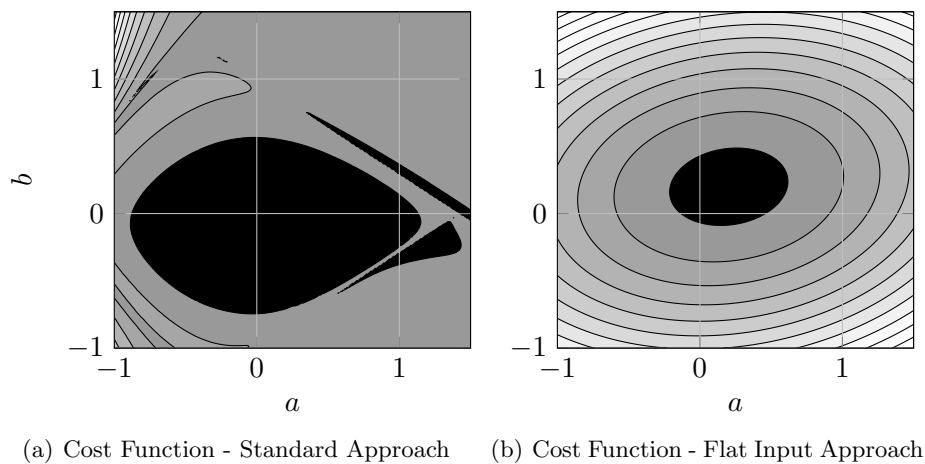 1
0
−1
b
−1 0 1
a
(a) Cost Function - Standard Approach
1
0
−1
−1 0 1
a
(b) Cost Function - Flat Input Approach